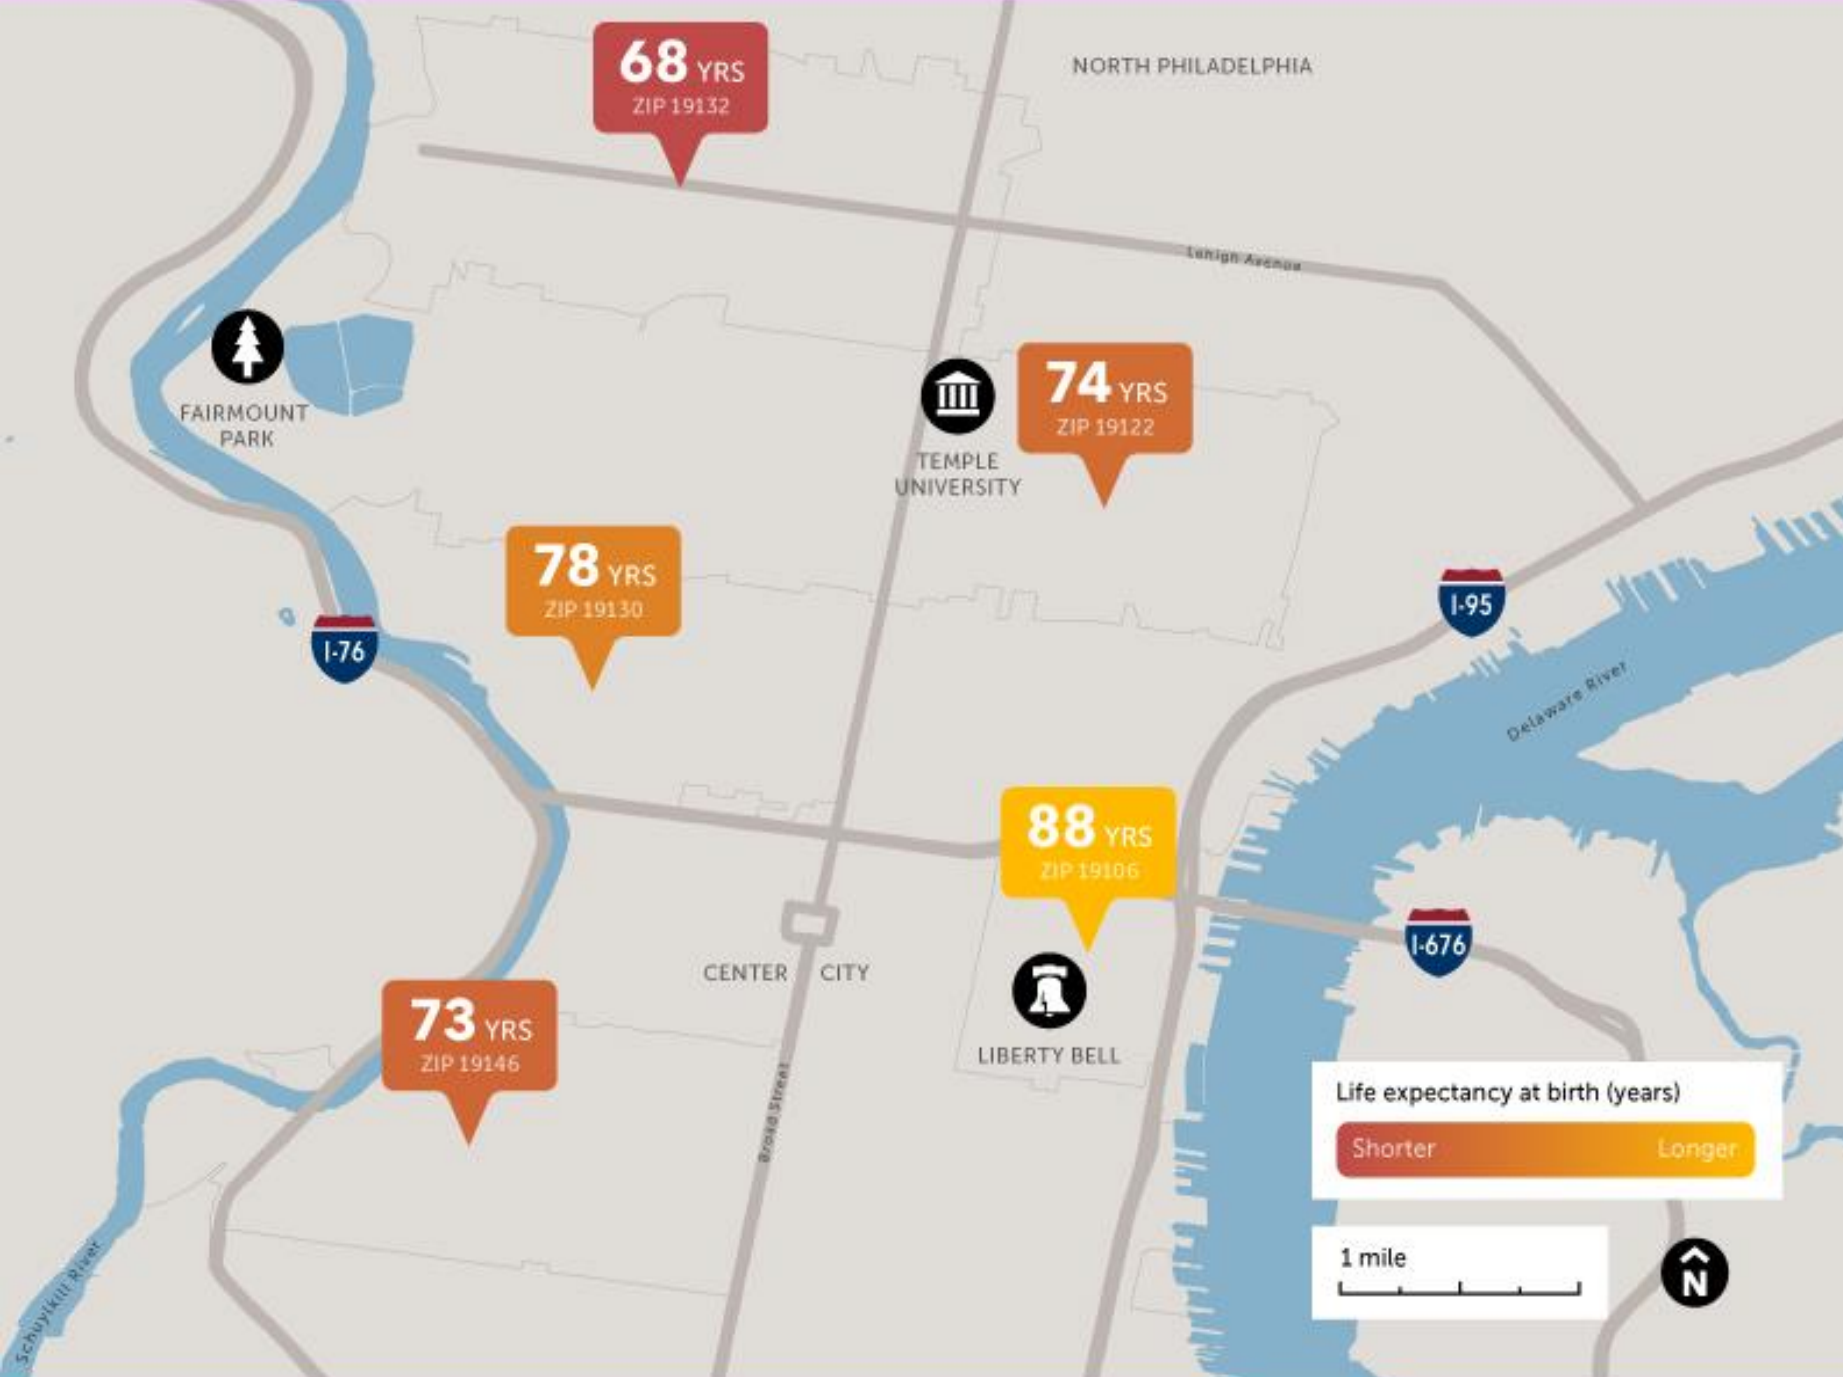 68 YRS
ZIP 19132
NORTH PHILADELPHIA
Lehigh Avenue
FAIRMOUNT
PARK
74 YRS
ZIP 19122
TEMPLE
UNIVERSITY
78 YRS
ZIP 19130
I-95
I-76
Delaware River
88 YRS
ZIP 19106
I-676
CENTER CITY
73 YRS
ZIP 19146
LIBERTY BELL
Broad Street
Life expectancy at birth (years)
Shorter Longer
1 mile
N
Schuylkill River